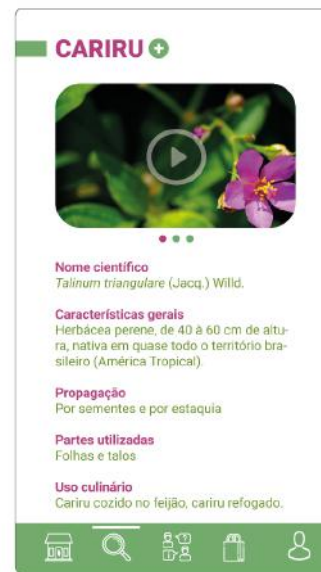 CARIRU
Nome científico
Talinum triangulare (Jacq.) Willd.
Características gerais
Herbácea perene, de 40 à 60 cm de altu-
ra, nativa em quase todo o território bra-
sileiro (América Tropical).
Propagação
Por sementes e por estaquia
Partes utilizadas
Folhas e talos
Uso culinário
Cariru cozido no feijão, cariru refogado.